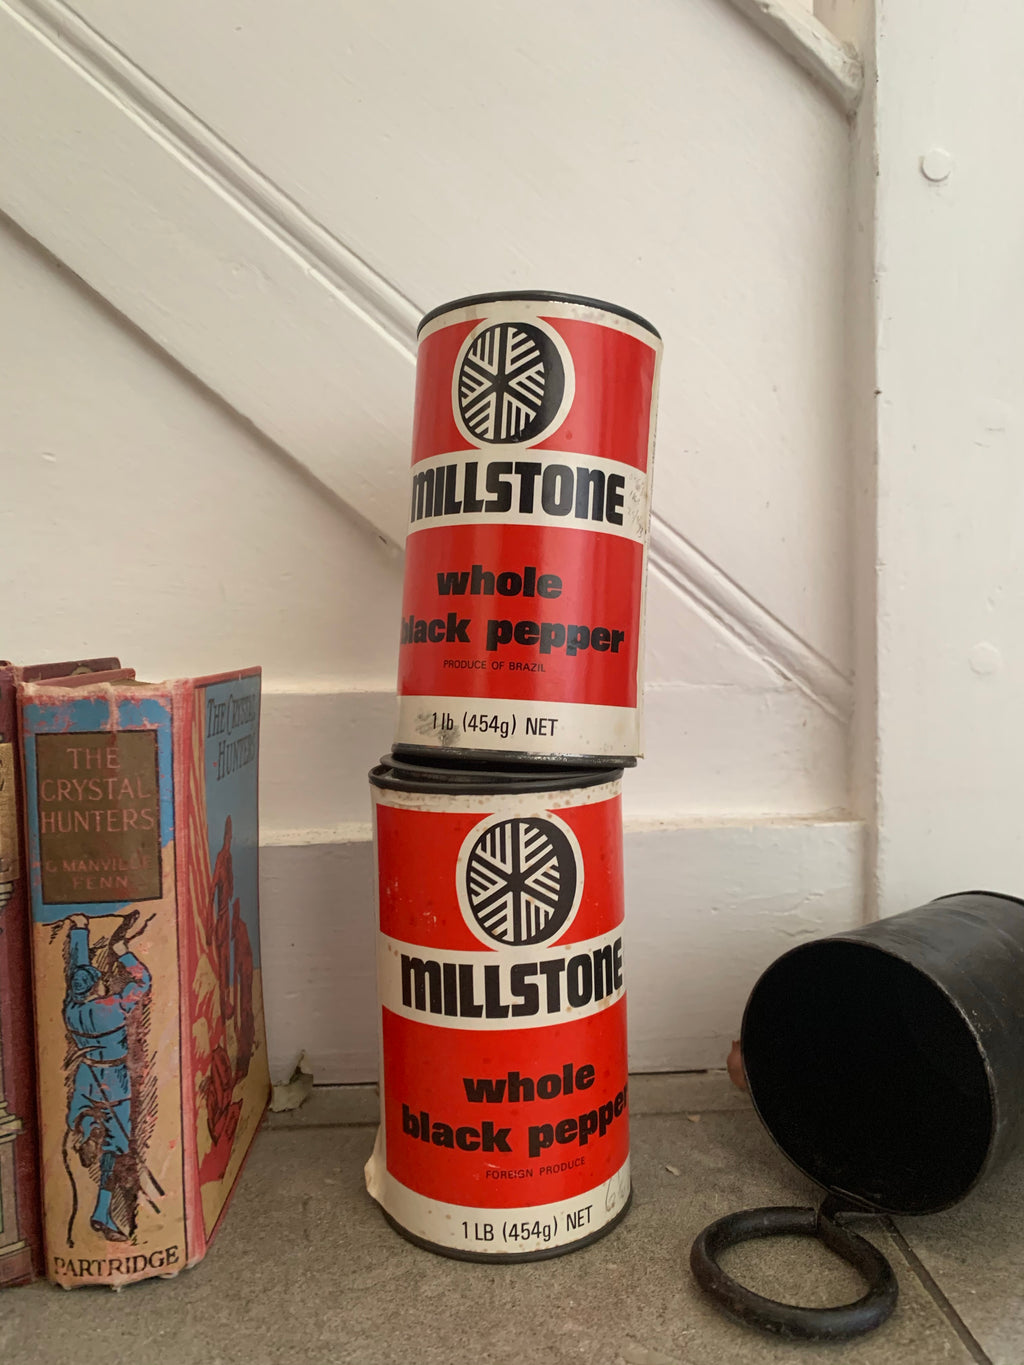 MILLSTONE
whole
black pepper
PRODUCE OF BRAZIL
1 lb (454g) NET
MILLSTONE
whole
black pepper
FOREIGN PRODUCE
1 LB (454g) NET
THE
CRYSTAL
HUNTERS
G. MANVILLE
FENN
PARTRIDGE
THE CRYSTAL
HUNTERS